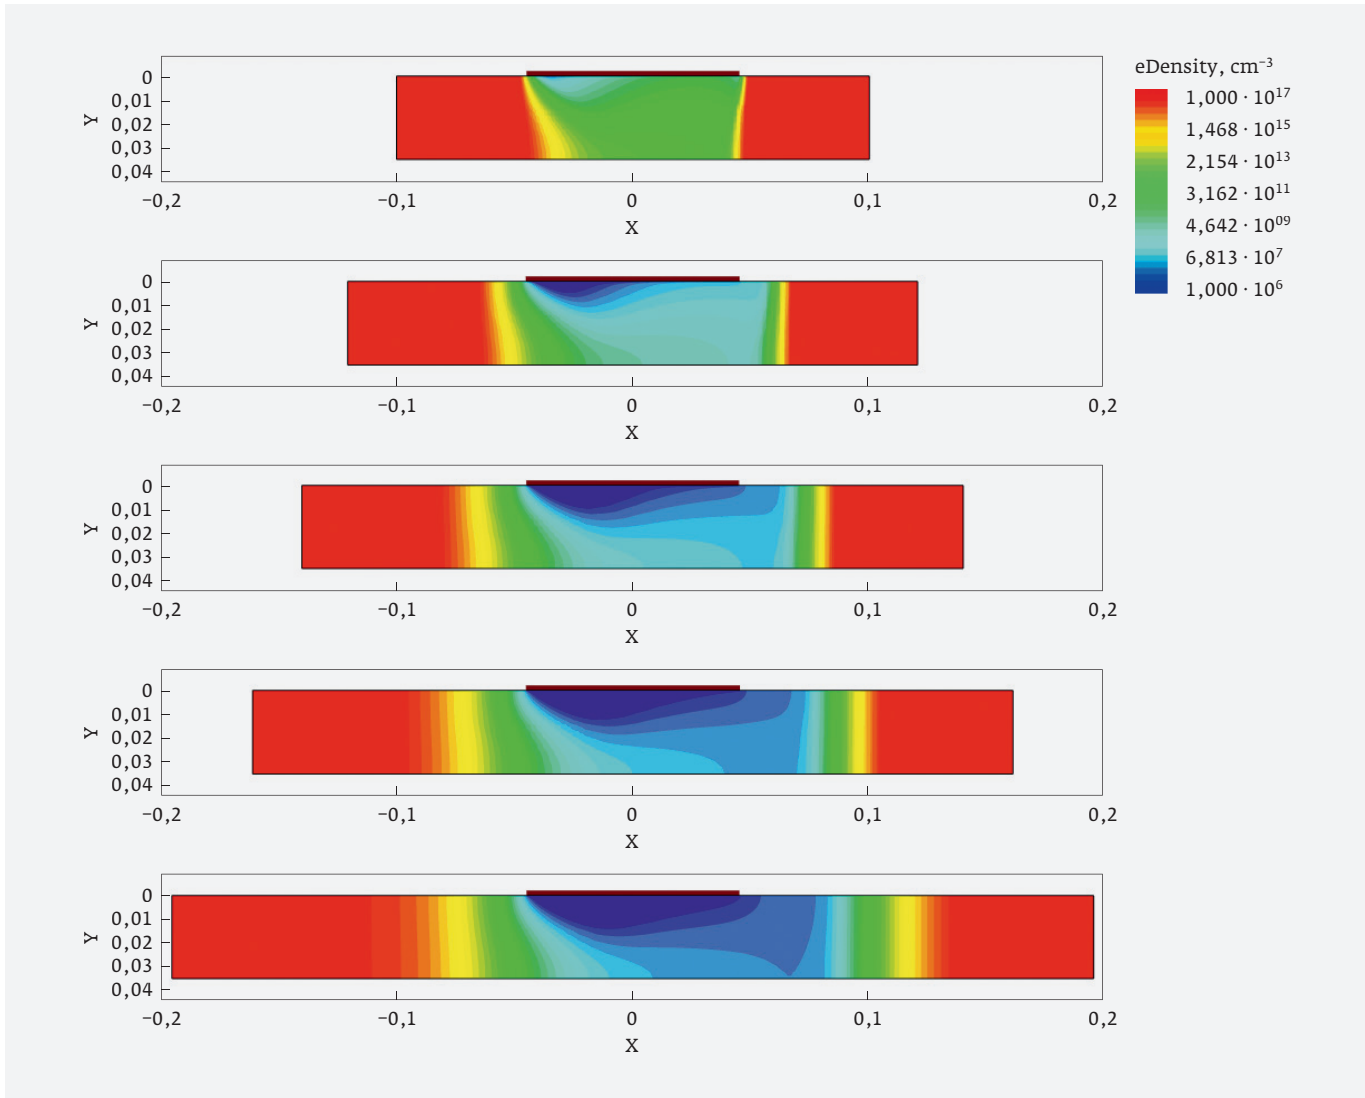 eDensity, cm⁻³
1,000 · 10¹⁷
1,468 · 10¹⁵
2,154 · 10¹³
3,162 · 10¹¹
4,642 · 10⁰⁹
6,813 · 10⁷
1,000 · 10⁶
Y
0
0,01
0,02
0,03
0,04
−0,2 −0,1 0 0,1 0,2
X
Y
0
0,01
0,02
0,03
0,04
−0,2 −0,1 0 0,1 0,2
X
Y
0
0,01
0,02
0,03
0,04
−0,2 −0,1 0 0,1 0,2
X
Y
0
0,01
0,02
0,03
0,04
−0,2 −0,1 0 0,1 0,2
X
Y
0
0,01
0,02
0,03
0,04
−0,2 −0,1 0 0,1 0,2
X